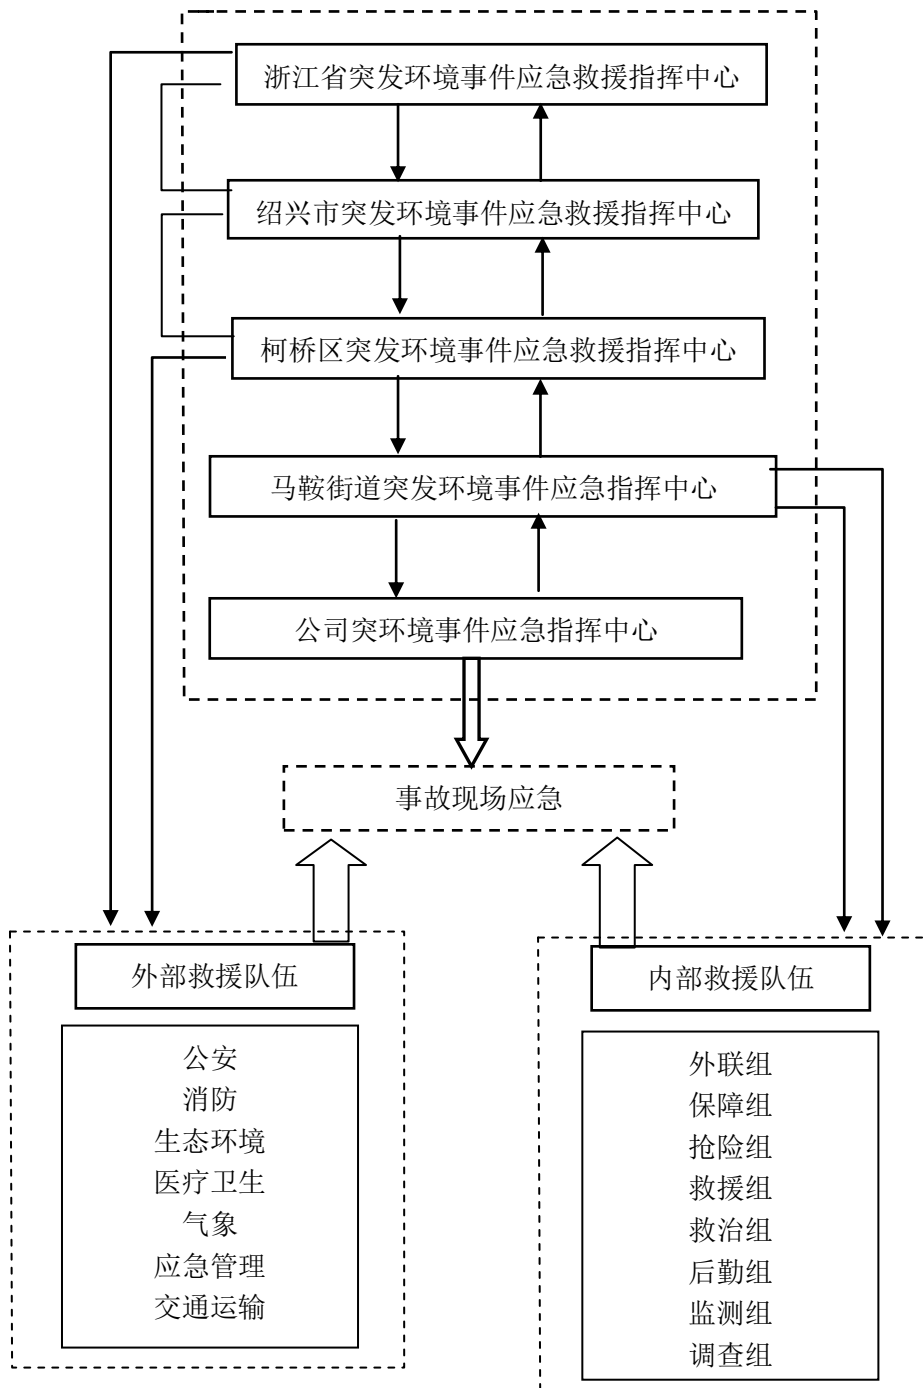 浙江省突发环境事件应急救援指挥中心
绍兴市突发环境事件应急救援指挥中心
柯桥区突发环境事件应急救援指挥中心
马鞍街道突发环境事件应急指挥中心
公司突环境事件应急指挥中心
事故现场应急
外部救援队伍
公安
消防
生态环境
医疗卫生
气象
应急管理
交通运输
内部救援队伍
外联组
保障组
抢险组
救援组
救治组
后勤组
监测组
调查组